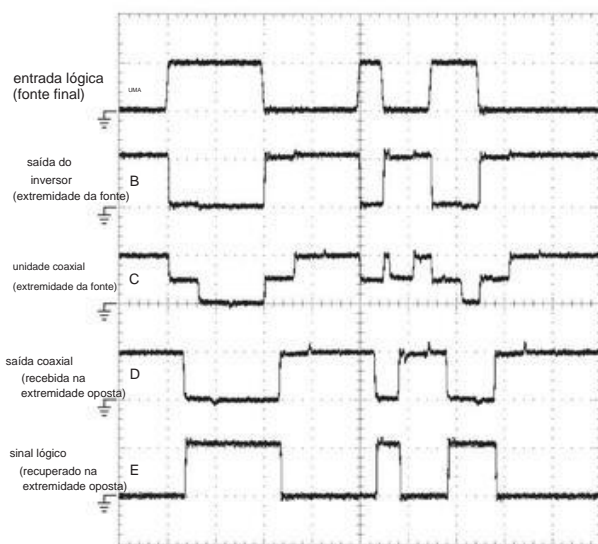 entrada lógica
(fonte final)
UMA
saída do
inversor
(extremidade da fonte)
B
unidade coaxial
(extremidade da fonte)
C
saída coaxial
(recebida na
extremidade oposta)
D
sinal lógico
(recuperado na
extremidade oposta)
E